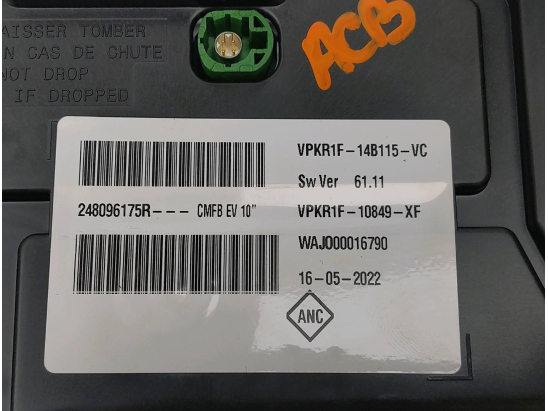 AISSER TOMBER
N CAS DE CHUTE
NOT DROP
IF DROPPED
ACB
VPKR1F-14B115-VC
Sw Ver 61.11
248096175R--- CMFB EV 10"
VPKR1F-10849-XF
WAJ000016790
16-05-2022
ANC